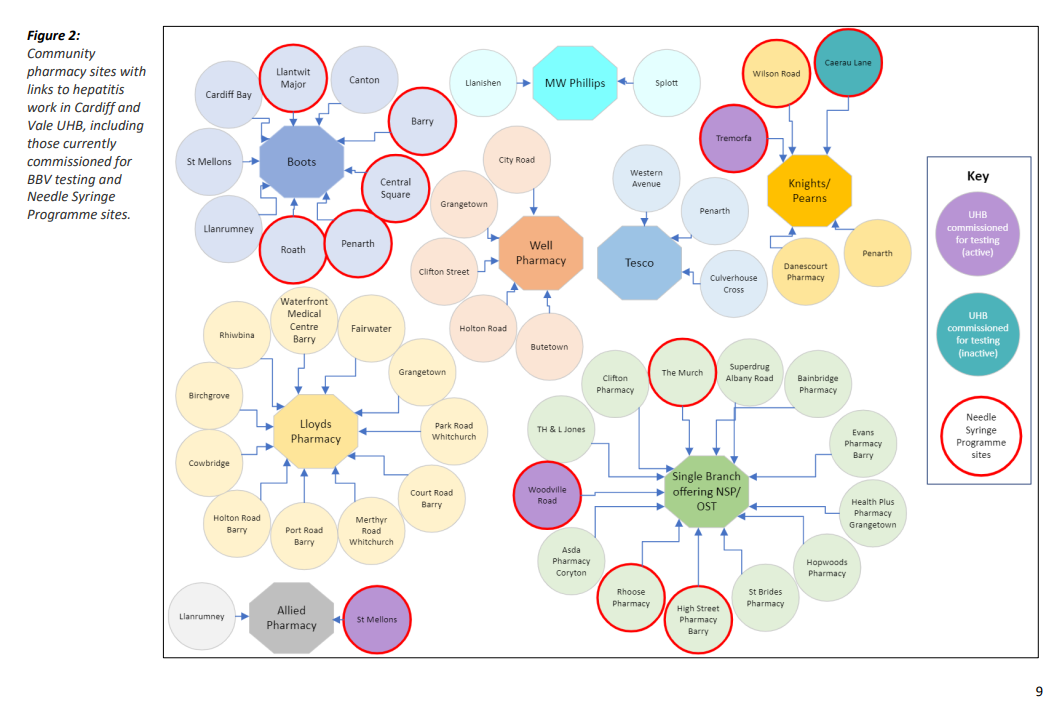 Figure 2:
Community
pharmacy sites with
links to hepatitis
work in Cardiff and
Vale UHB, including
those currently
commissioned for
BBV testing and
Needle Syringe
Programme sites.
Cardiff Bay
Llantwit
Major
Canton
Barry
St Mellons
Boots
Central
Square
Llanrumney
Roath
Penarth
Llanishen
MW Phillips
Splott
Wilson Road
Caerau Lane
Tremorfa
Knights/
Pearns
Danescourt
Pharmacy
Penarth
City Road
Grangetown
Well
Pharmacy
Clifton Street
Holton Road
Butetown
Western
Avenue
Penarth
Tesco
Culverhouse
Cross
Key
UHB
commissioned
for testing
(active)
UHB
commissioned
for testing
(inactive)
Needle
Syringe
Programme
sites
Rhiwbina
Waterfront
Medical
Centre
Barry
Fairwater
Grangetown
Birchgrove
Lloyds
Pharmacy
Park Road
Whitchurch
Cowbridge
Court Road
Barry
Holton Road
Barry
Port Road
Barry
Merthyr
Road
Whitchurch
Clifton
Pharmacy
The Murch
Superdrug
Albany Road
Bainbridge
Pharmacy
TH & L Jones
Evans
Pharmacy
Barry
Woodville
Road
Single Branch
offering NSP/
OST
Health Plus
Pharmacy
Grangetown
Asda
Pharmacy
Coryton
Hopwoods
Pharmacy
Rhoose
Pharmacy
High Street
Pharmacy
Barry
St Brides
Pharmacy
Llanrumney
Allied
Pharmacy
St Mellons
9